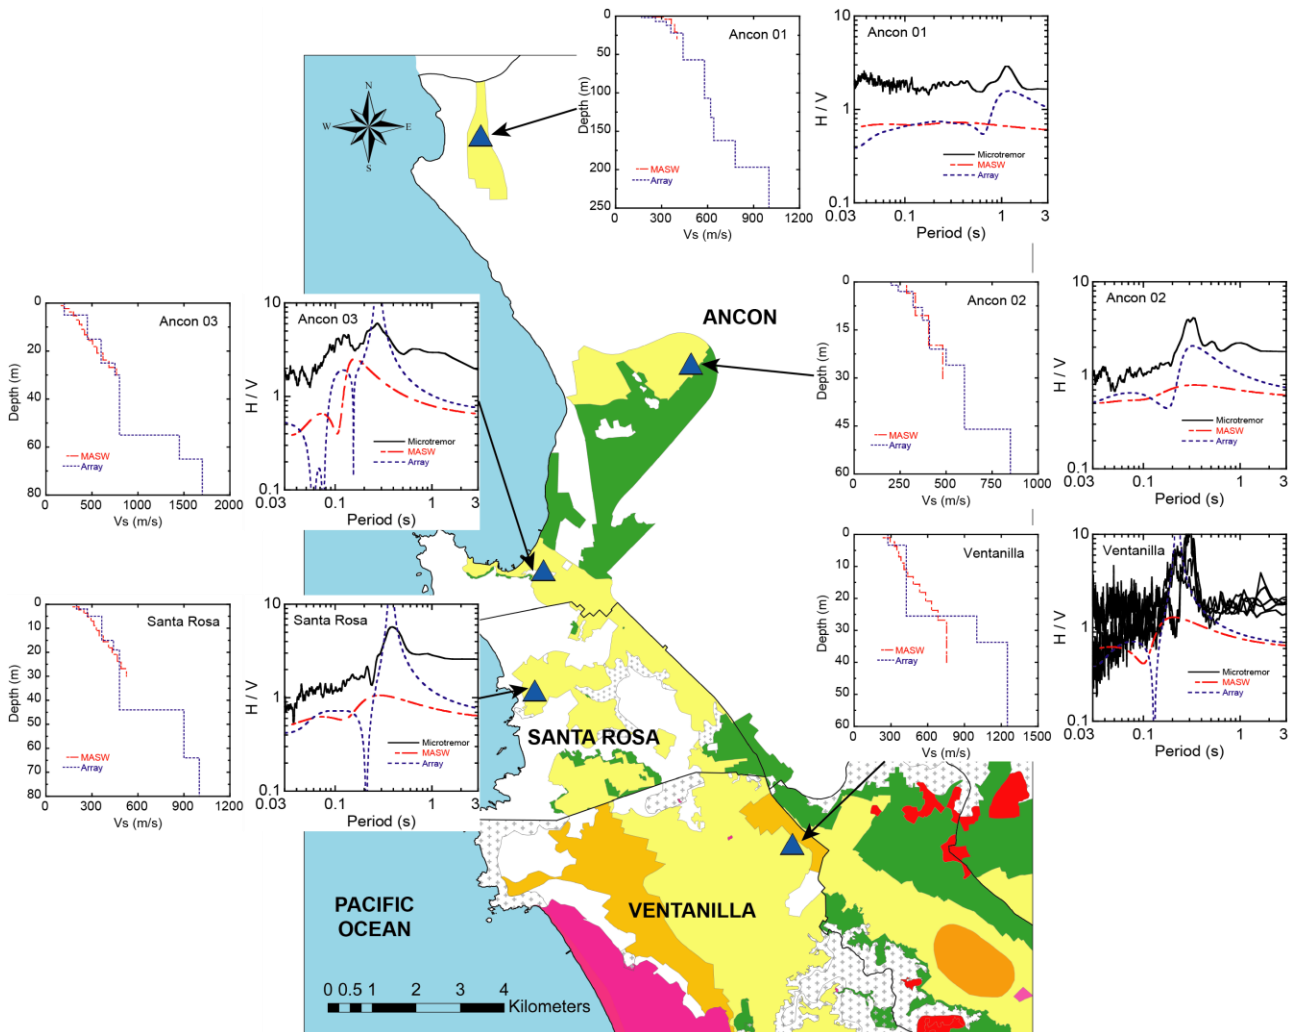 0
50
100
150
200
250
Depth (m)
Ancon 01
MASW
Array
0 300 600 900 1200
Vs (m/s)
10
1
0.1
H / V
Ancon 01
Microtremor
MASW
Array
0.03 0.1 1 3
Period (s)
N
W E
S
0
20
40
60
80
Depth (m)
Ancon 03
MASW
Array
0 500 1000 1500 2000
Vs (m/s)
10
1
0.1
H / V
Ancon 03
Microtremor
MASW
Array
0.03 0.1 1 3
Period (s)
ANCON
0
15
30
45
60
Depth (m)
Ancon 02
MASW
Array
0 250 500 750 1000
Vs (m/s)
10
1
0.1
H / V
Ancon 02
Microtremor
MASW
Array
0.03 0.1 1 3
Period (s)
0
10
20
30
40
50
60
Depth (m)
Ventanilla
MASW
Array
0 300 600 900 1200 1500
Vs (m/s)
10
1
0.1
H / V
Ventanilla
Microtremor
MASW
Array
0.03 0.1 1 3
Period (s)
0
10
20
30
40
50
60
70
80
Depth (m)
Santa Rosa
MASW
Array
0 300 600 900 1200
Vs (m/s)
10
1
0.1
H / V
Santa Rosa
Microtremor
MASW
Array
0.03 0.1 1 3
Period (s)
SANTA ROSA
VENTANILLA
PACIFIC
OCEAN
0 0.5 1 2 3 4
Kilometers